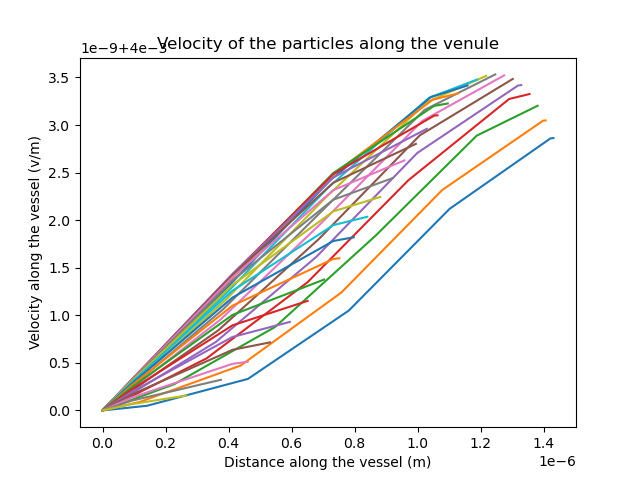 Velocity of the particles along the venule
1e−9+4e−3
3.5
3.0
2.5
2.0
1.5
1.0
0.5
0.0
Velocity along the vessel (v/m)
0.0 0.2 0.4 0.6 0.8 1.0 1.2 1.4
1e−6
Distance along the vessel (m)